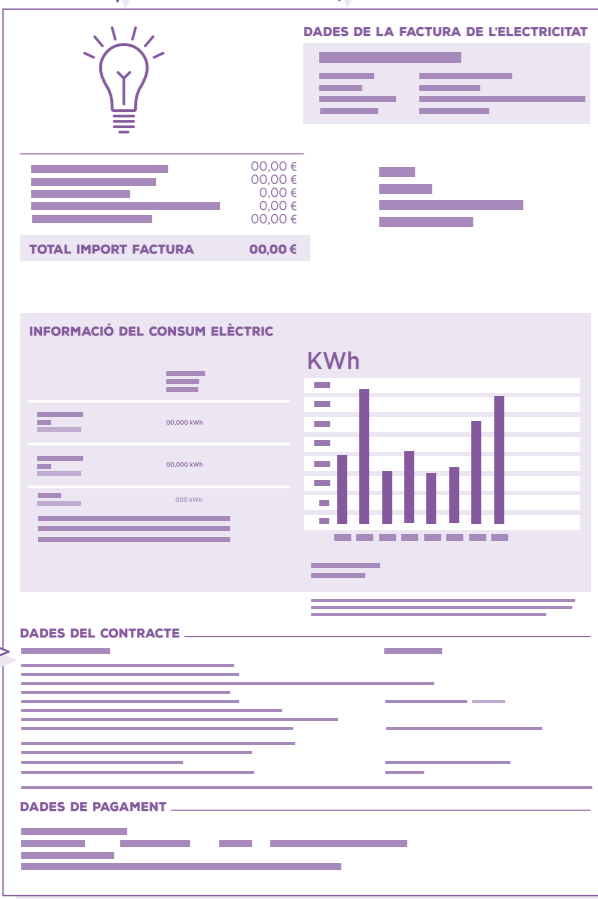 DADES DE LA FACTURA DE L'ELECTRICITAT
00,00 €
00,00 €
0,00 €
0,00 €
00,00 €
TOTAL IMPORT FACTURA 00,00 €
INFORMACIÓ DEL CONSUM ELÈCTRIC
KWh
00,000 kWh
00,000 kWh
000 kWh
DADES DEL CONTRACTE
DADES DE PAGAMENT